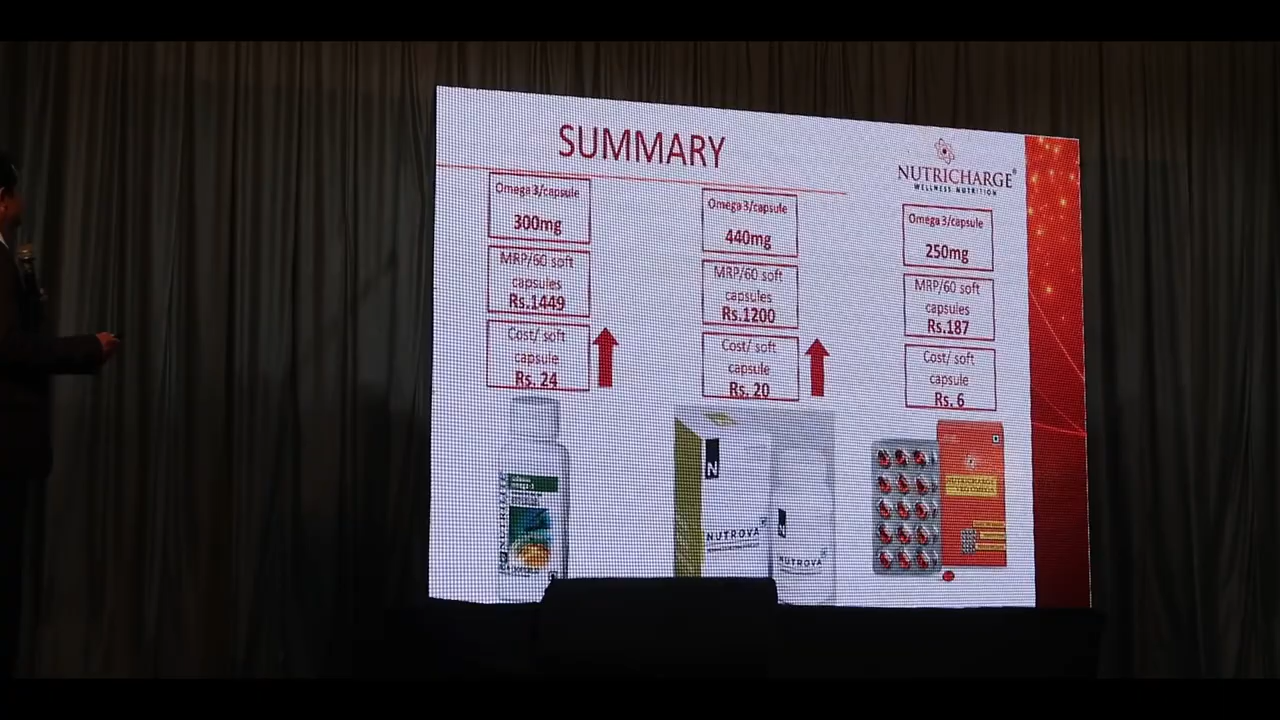 SUMMARY
NUTRICHARGE®
WELLNESS NUTRITION
Omega 3/capsule
300mg
MRP/60 soft
capsules
Rs.1449
Cost/ soft
capsule
Rs. 24
Omega 3/capsule
440mg
MRP/60 soft
capsules
Rs.1200
Cost/ soft
capsule
Rs. 20
Omega 3/capsule
250mg
MRP/60 soft
capsules
Rs.187
Cost/ soft
capsule
Rs. 6
N
NUTROVA
NUTROVA